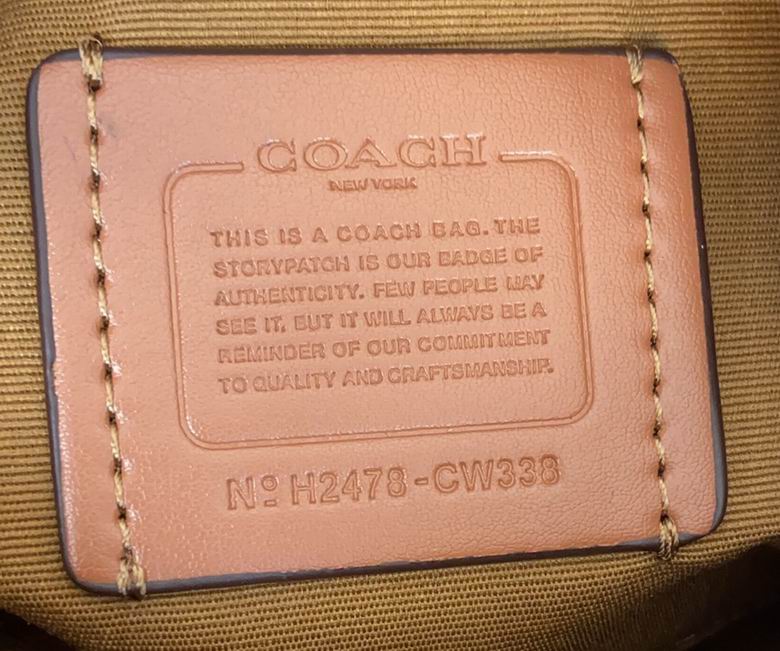 COACH
NEW YORK
THIS IS A COACH BAG. THE
STORYPATCH IS OUR BADGE OF
AUTHENTICITY. FEW PEOPLE MAY
SEE IT, BUT IT WILL ALWAYS BE A
REMINDER OF OUR COMMITMENT
TO QUALITY AND CRAFTSMANSHIP.
Nº H2478-CW338